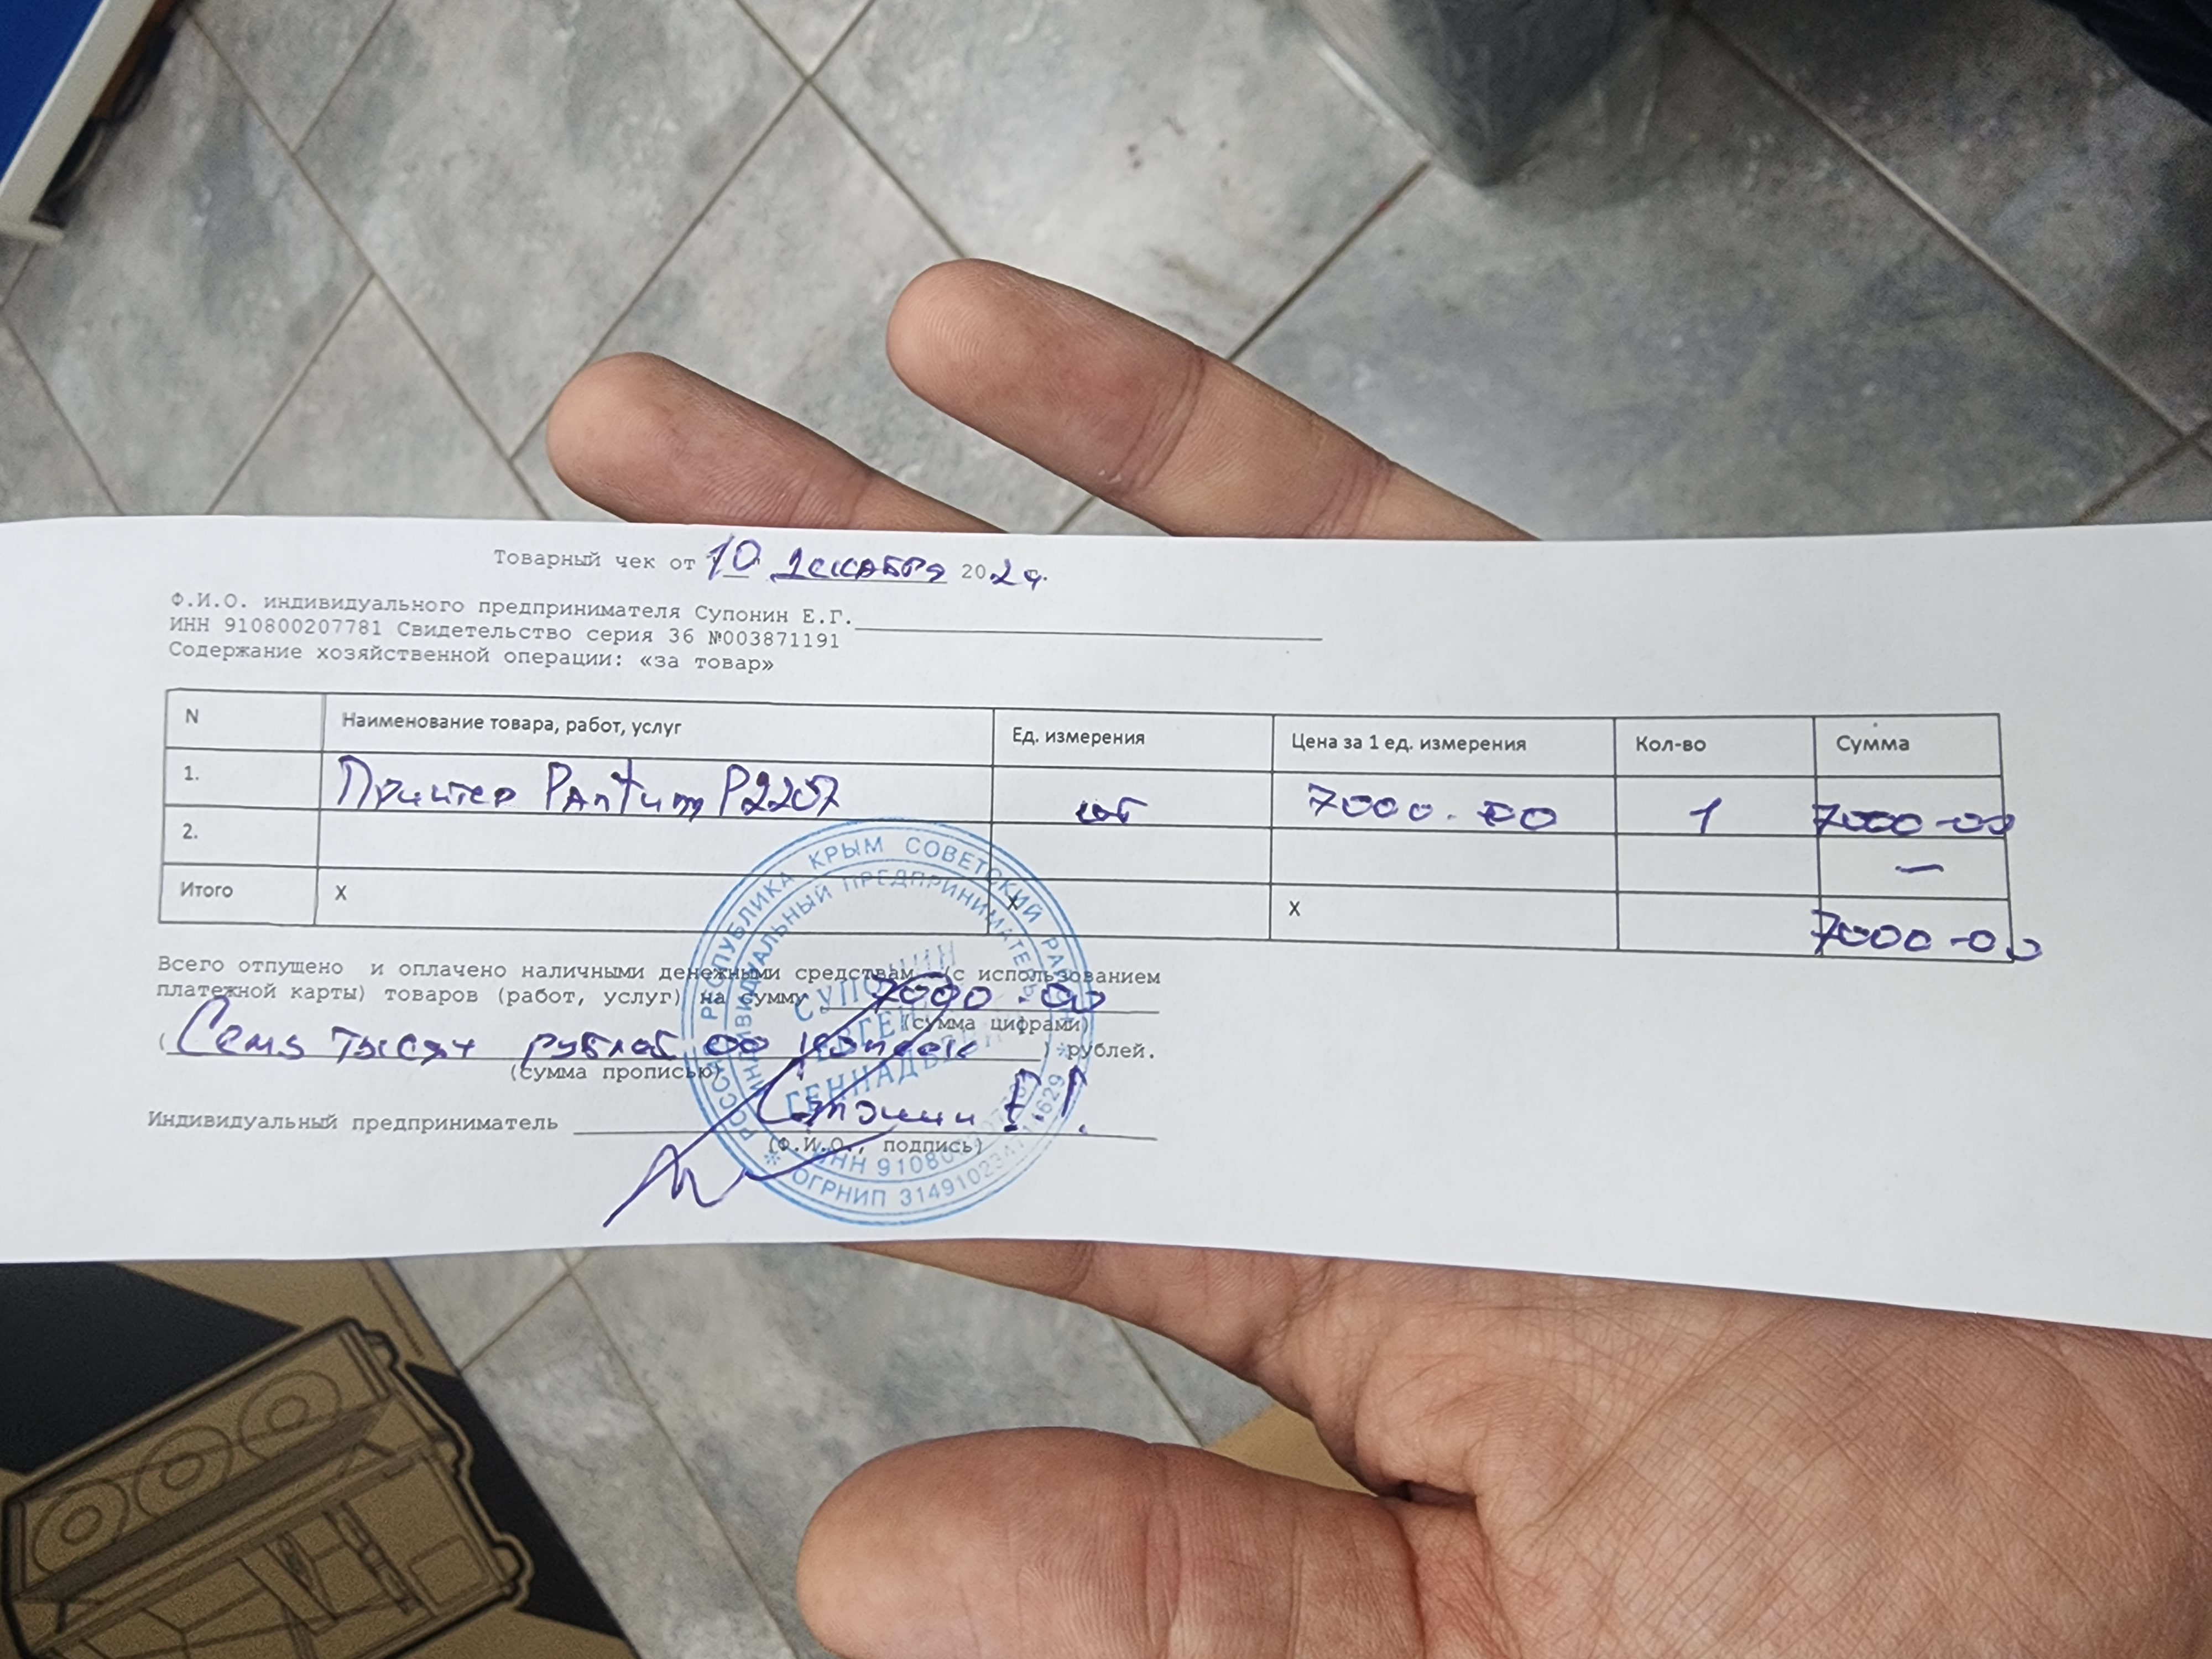 Товарный чек от 10 декабря 2024.
Ф.И.О. индивидуального предпринимателя Супонин Е.Г.
ИНН 910800207781 Свидетельство серия 36 №003871191
Содержание хозяйственной операции: «за товар»
N Наименование товара, работ, услуг Ед. измерения Цена за 1 ед. измерения Кол-во Сумма
1. Принтер Pantum P2207 шт 7000.00 1 7000-00
2. —
Итого X X X 7000-00
Всего отпущено и оплачено наличными денежными средствам (с использованием
платежной карты) товаров (работ, услуг) на сумму 7000.00
(сумма цифрами)
( Семь тысяч рублей 00 копеек ) рублей.
(сумма прописью)
Супонин Е.Г.
Индивидуальный предприниматель
(Ф.И.О., подпись)
РЕСПУБЛИКА КРЫМ СОВЕТСКИЙ
ИНДИВИДУАЛЬНЫЙ ПРЕДПРИНИМАТЕЛЬ
СУПОНИН
ЕВГЕНИЙ
ГЕННАДЬЕВИЧ
ИНН
ОГРНИП